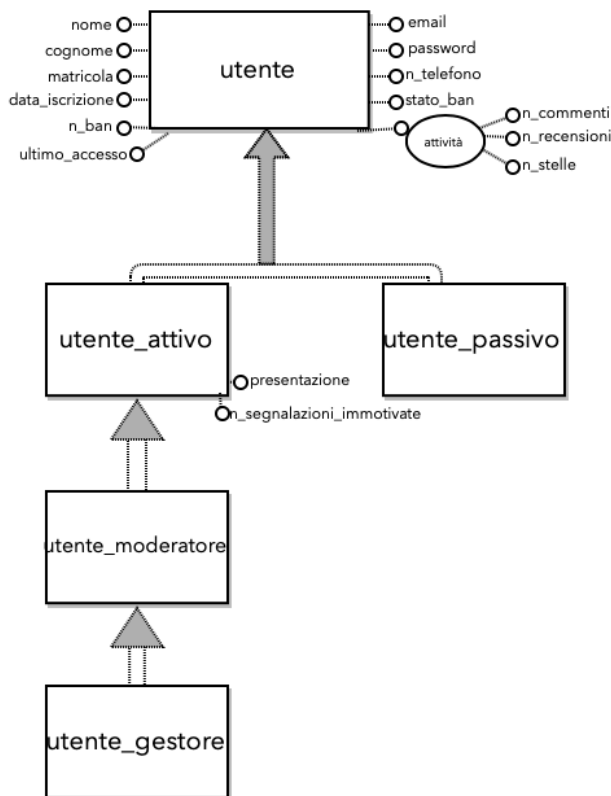 nome
cognome
matricola
data_iscrizione
n_ban
ultimo_accesso
utente
email
password
n_telefono
stato_ban
attività
n_commenti
n_recensioni
n_stelle
utente_attivo
utente_passivo
presentazione
n_segnalazioni_immotivate
utente_moderatore
utente_gestore